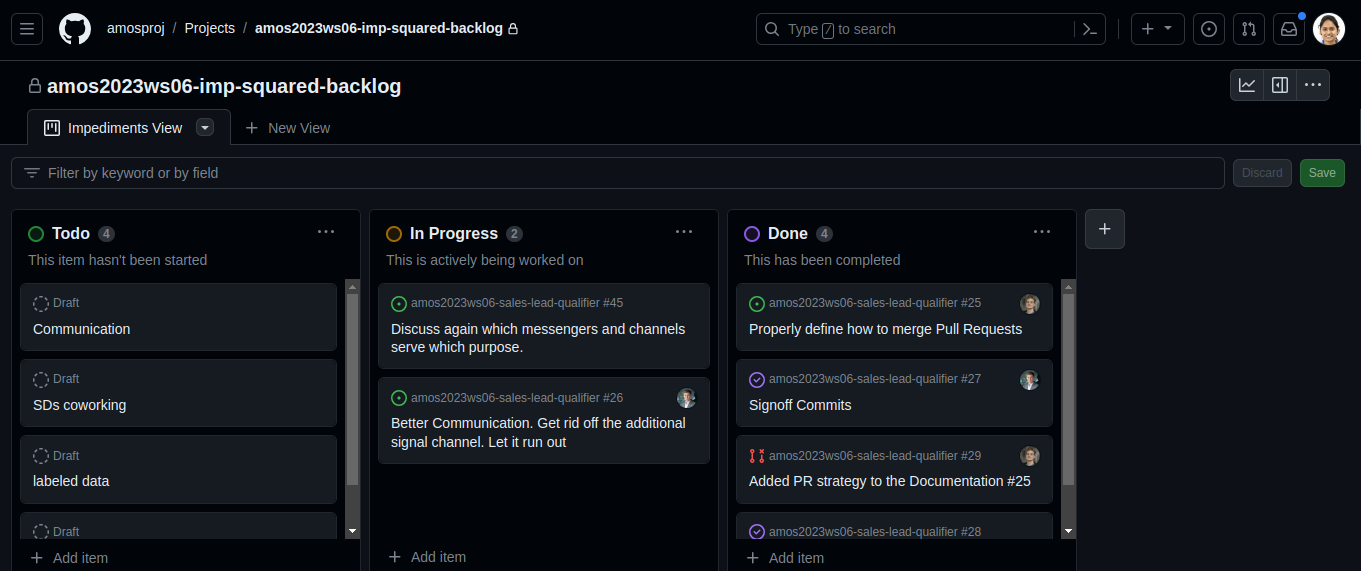 amosproj / Projects / amos2023ws06-imp-squared-backlog
Type / to search
amos2023ws06-imp-squared-backlog
Impediments View
New View
Filter by keyword or by field
Discard
Save
Todo 4
This item hasn't been started
Draft
Communication
Draft
SDs coworking
Draft
labeled data
Draft
Add item
In Progress 2
This is actively being worked on
amos2023ws06-sales-lead-qualifier #45
Discuss again which messengers and channels
serve which purpose.
amos2023ws06-sales-lead-qualifier #26
Better Communication. Get rid off the additional
signal channel. Let it run out
Add item
Done 4
This has been completed
amos2023ws06-sales-lead-qualifier #25
Properly define how to merge Pull Requests
amos2023ws06-sales-lead-qualifier #27
Signoff Commits
amos2023ws06-sales-lead-qualifier #29
Added PR strategy to the Documentation #25
amos2023ws06-sales-lead-qualifier #28
Add item